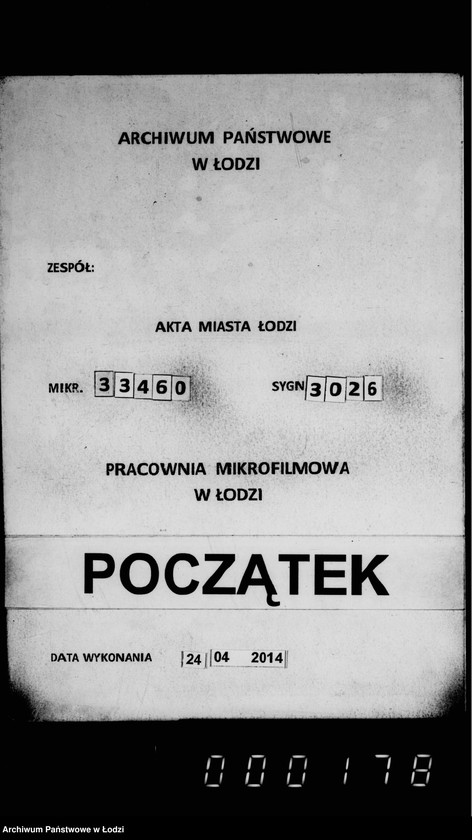 ARCHIWUM PAŃSTWOWE
W ŁODZI
ZESPÓŁ:
AKTA MIASTA ŁODZI
MIKR. 33460 SYGN 3026
PRACOWNIA MIKROFILMOWA
W ŁODZI
POCZĄTEK
DATA WYKONANIA 24 04 2014
000178
Archiwum Państwowe w Łodzi